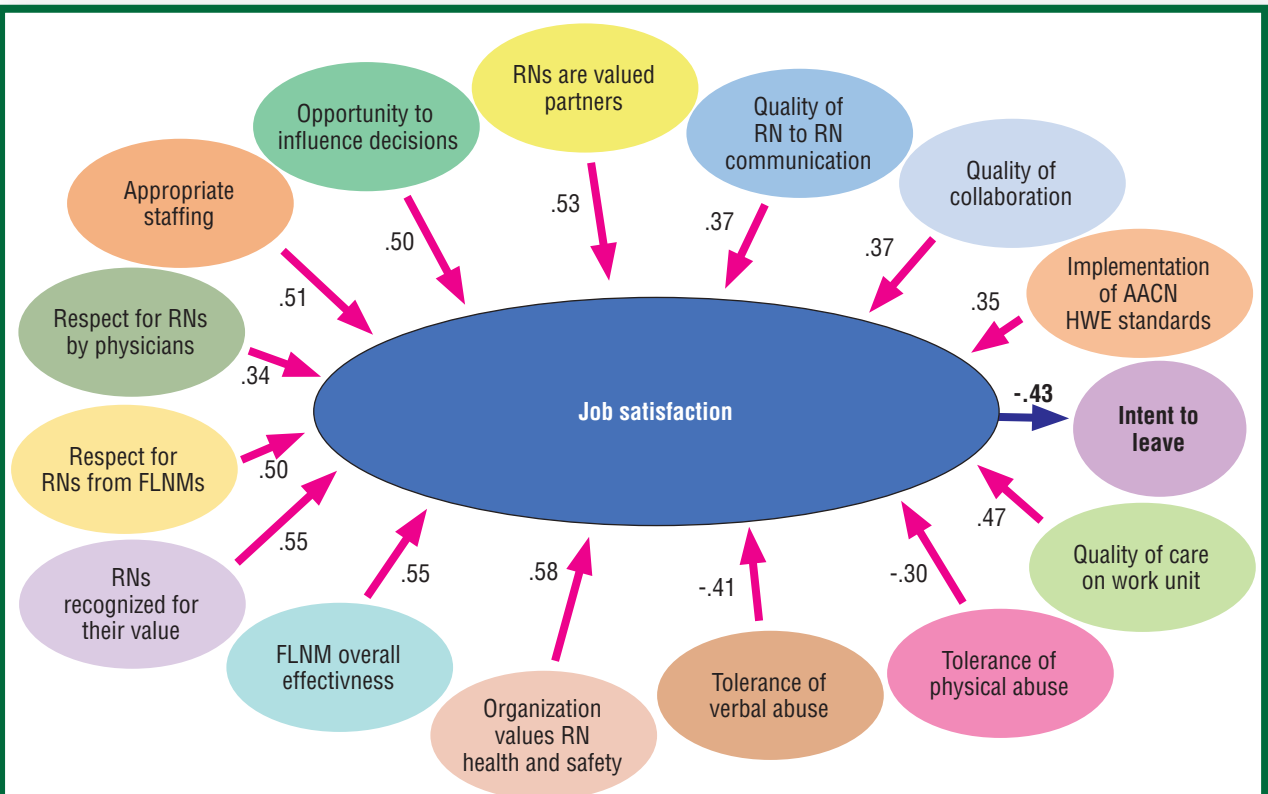 RNs are valued
partners
.53
Quality of
RN to RN
communication
.37
Quality of
collaboration
.37
Implementation
of AACN
HWE standards
.35
Intent to
leave
-.43
Quality of care
on work unit
.47
Tolerance of
physical abuse
-.30
Tolerance of
verbal abuse
-.41
Organization
values RN
health and safety
.58
FLNM overall
effectivness
.55
RNs
recognized for
their value
.55
Respect for
RNs from FLNMs
.50
Respect for RNs
by physicians
.34
Appropriate
staffing
.51
Opportunity to
influence decisions
.50
Job satisfaction